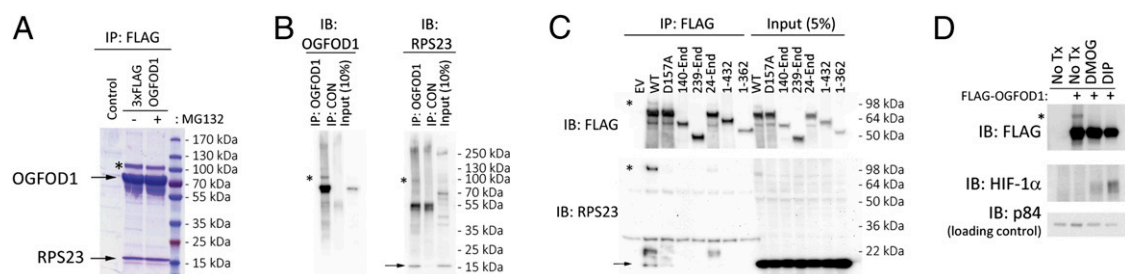 A
IP: FLAG
Control
3xFLAG
OGFOD1
- + : MG132
- 170 kDa
- 130 kDa
*
- 100 kDa
OGFOD1
- 70 kDa
- 55 kDa
- 35 kDa
- 25 kDa
RPS23
- 15 kDa
B
IB:
OGFOD1
IB:
RPS23
IP: OGFOD1
IP: CON
Input (10%)
IP: OGFOD1
IP: CON
Input (10%)
- 250 kDa
- 130 kDa
* * - 100 kDa
- 70 kDa
- 55 kDa
- 35 kDa
- 25 kDa
- 15 kDa
C
IP: FLAG
Input (5%)
EV
WT
D157A
140-End
239-End
24-End
1-432
1-362
WT
D157A
140-End
239-End
24-End
1-432
1-362
*
- 98 kDa
IB: FLAG
- 64 kDa
- 50 kDa
*
- 98 kDa
- 64 kDa
- 50 kDa
IB: RPS23
- 36 kDa
- 22 kDa
D
No Tx
No Tx
DMOG
DIP
FLAG-OGFOD1: + + +
*
IB: FLAG
IB: HIF-1α
IB: p84
(loading control)